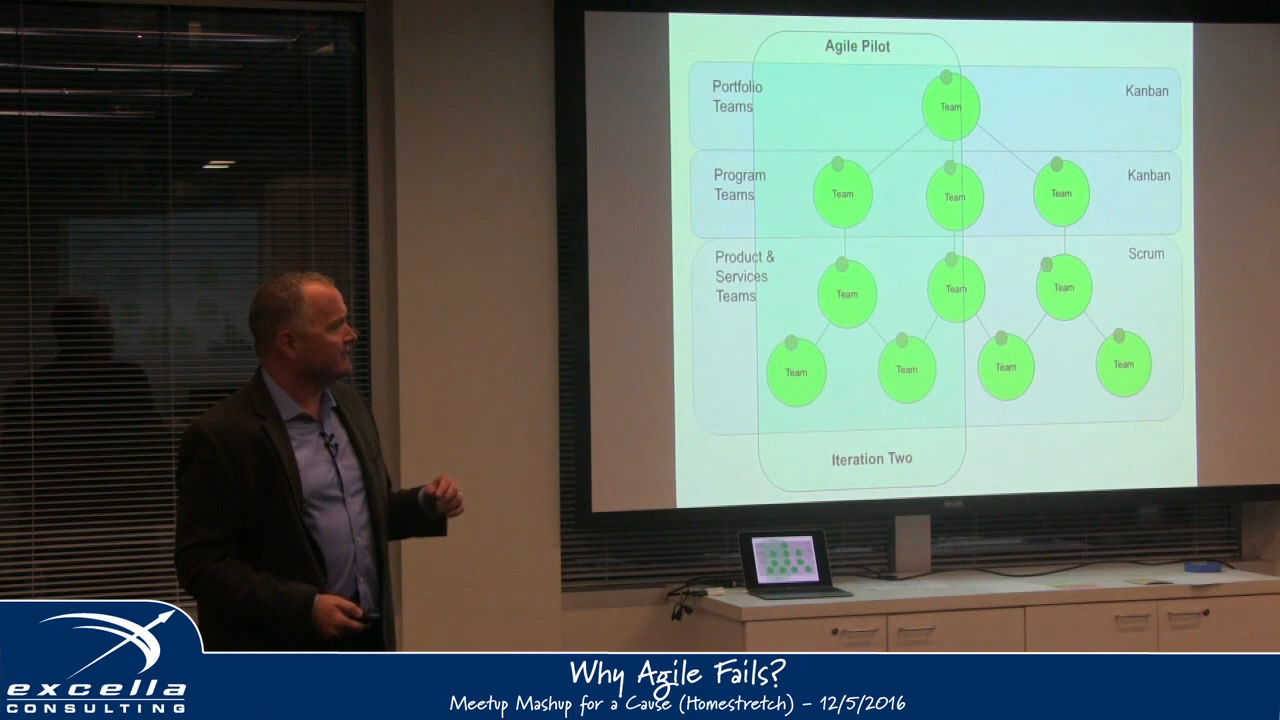 Agile Pilot
Portfolio
Teams
Team
Kanban
Program
Teams
Team
Team
Team
Kanban
Product &
Services
Teams
Team
Team
Team
Scrum
Team
Team
Team
Team
Iteration Two
excella
CONSULTING
Why Agile Fails?
Meetup Mashup for a Cause (Homestretch) - 12/5/2016